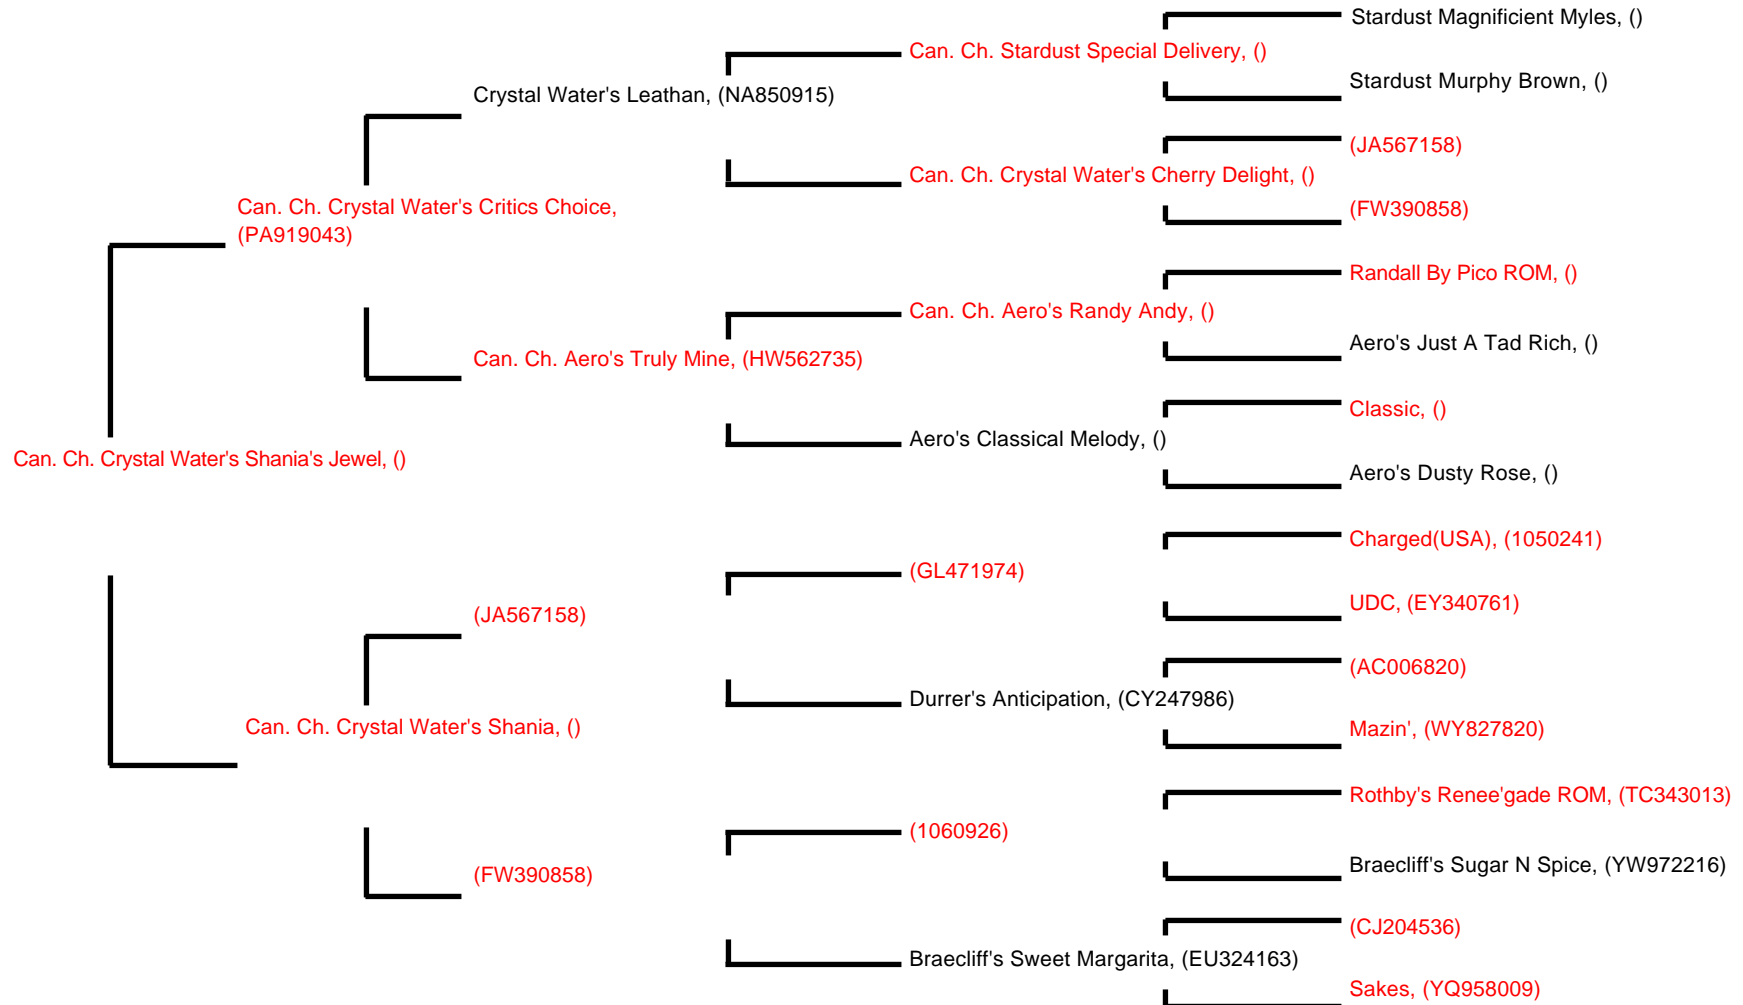 Stardust Magnificient Myles, ()
Can. Ch. Stardust Special Delivery, ()
Stardust Murphy Brown, ()
Crystal Water's Leathan, (NA850915)
(JA567158)
Can. Ch. Crystal Water's Cherry Delight, ()
(FW390858)
Can. Ch. Crystal Water's Critics Choice,
(PA919043)
Randall By Pico ROM, ()
Can. Ch. Aero's Randy Andy, ()
Aero's Just A Tad Rich, ()
Can. Ch. Aero's Truly Mine, (HW562735)
Classic, ()
Aero's Classical Melody, ()
Can. Ch. Crystal Water's Shania's Jewel, ()
Aero's Dusty Rose, ()
Charged(USA), (1050241)
(GL471974)
UDC, (EY340761)
(JA567158)
(AC006820)
Durrer's Anticipation, (CY247986)
Can. Ch. Crystal Water's Shania, ()
Mazin', (WY827820)
Rothby's Renee'gade ROM, (TC343013)
(1060926)
Braecliff's Sugar N Spice, (YW972216)
(FW390858)
(CJ204536)
Braecliff's Sweet Margarita, (EU324163)
Sakes, (YQ958009)